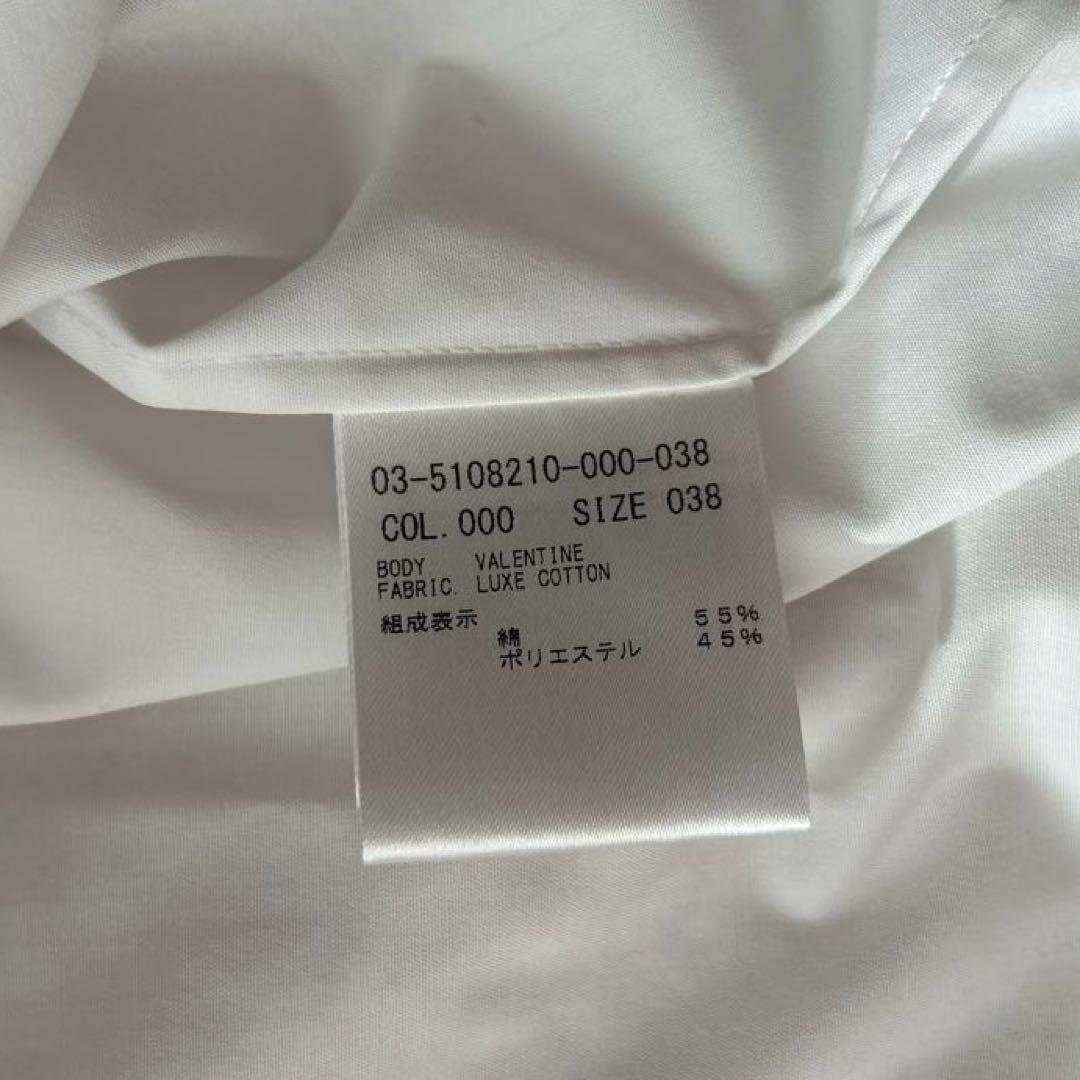 03-5108210-000-038
COL.000 SIZE 038
BODY. VALENTINE
FABRIC. LUXE COTTON
組成表示
綿 55%
ポリエステル 45%